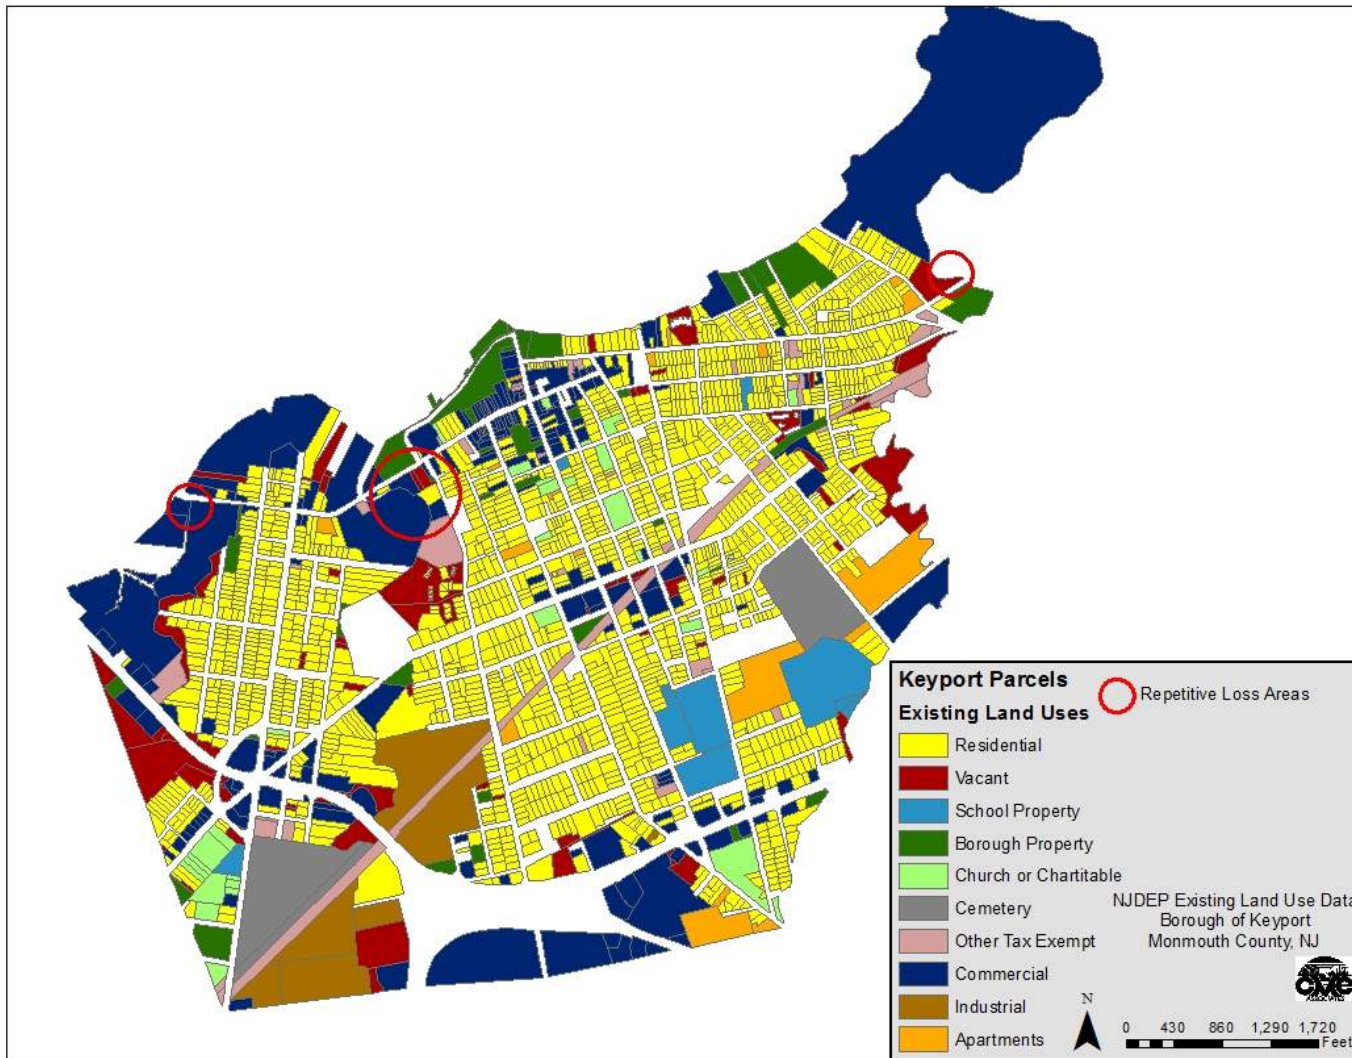 Keyport Parcels
Repetitive Loss Areas
Existing Land Uses
Residential
Vacant
School Property
Borough Property
Church or Chartitable
Cemetery
Other Tax Exempt
Commercial
Industrial
Apartments
NJDEP Existing Land Use Data
Borough of Keyport
Monmouth County, NJ
cme
ASSOCIATES
N
0 430 860 1,290 1,720
Feet